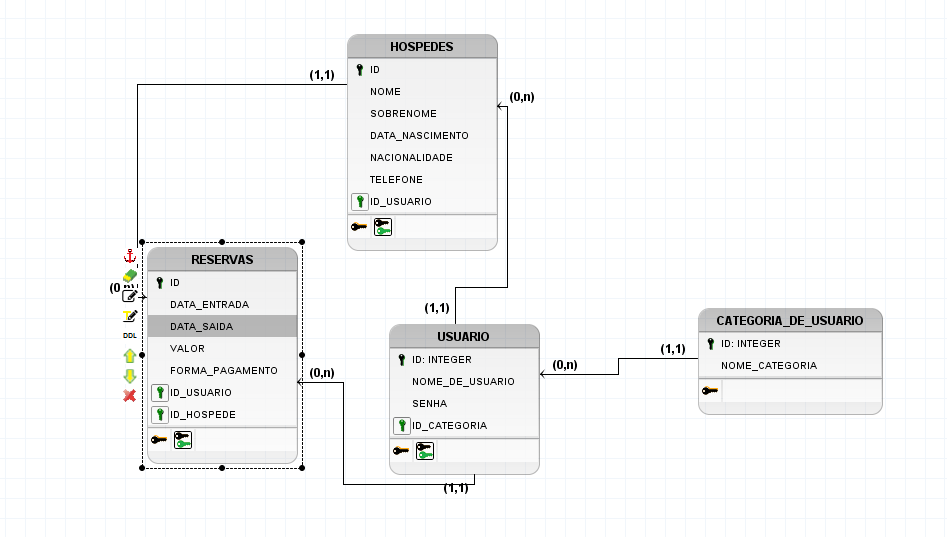 HOSPEDES
(1,1)
ID
NOME
(0,n)
SOBRENOME
DATA_NASCIMENTO
NACIONALIDADE
TELEFONE
ID_USUARIO
RESERVAS
ID
(0
DATA_ENTRADA
DATA_SAIDA
DDL
VALOR
FORMA_PAGAMENTO
ID_USUARIO
ID_HOSPEDE
(0,n)
(1,1)
USUARIO
ID: INTEGER
NOME_DE_USUARIO
SENHA
ID_CATEGORIA
(1,1)
(0,n)
(1,1)
CATEGORIA_DE_USUARIO
ID: INTEGER
NOME_CATEGORIA